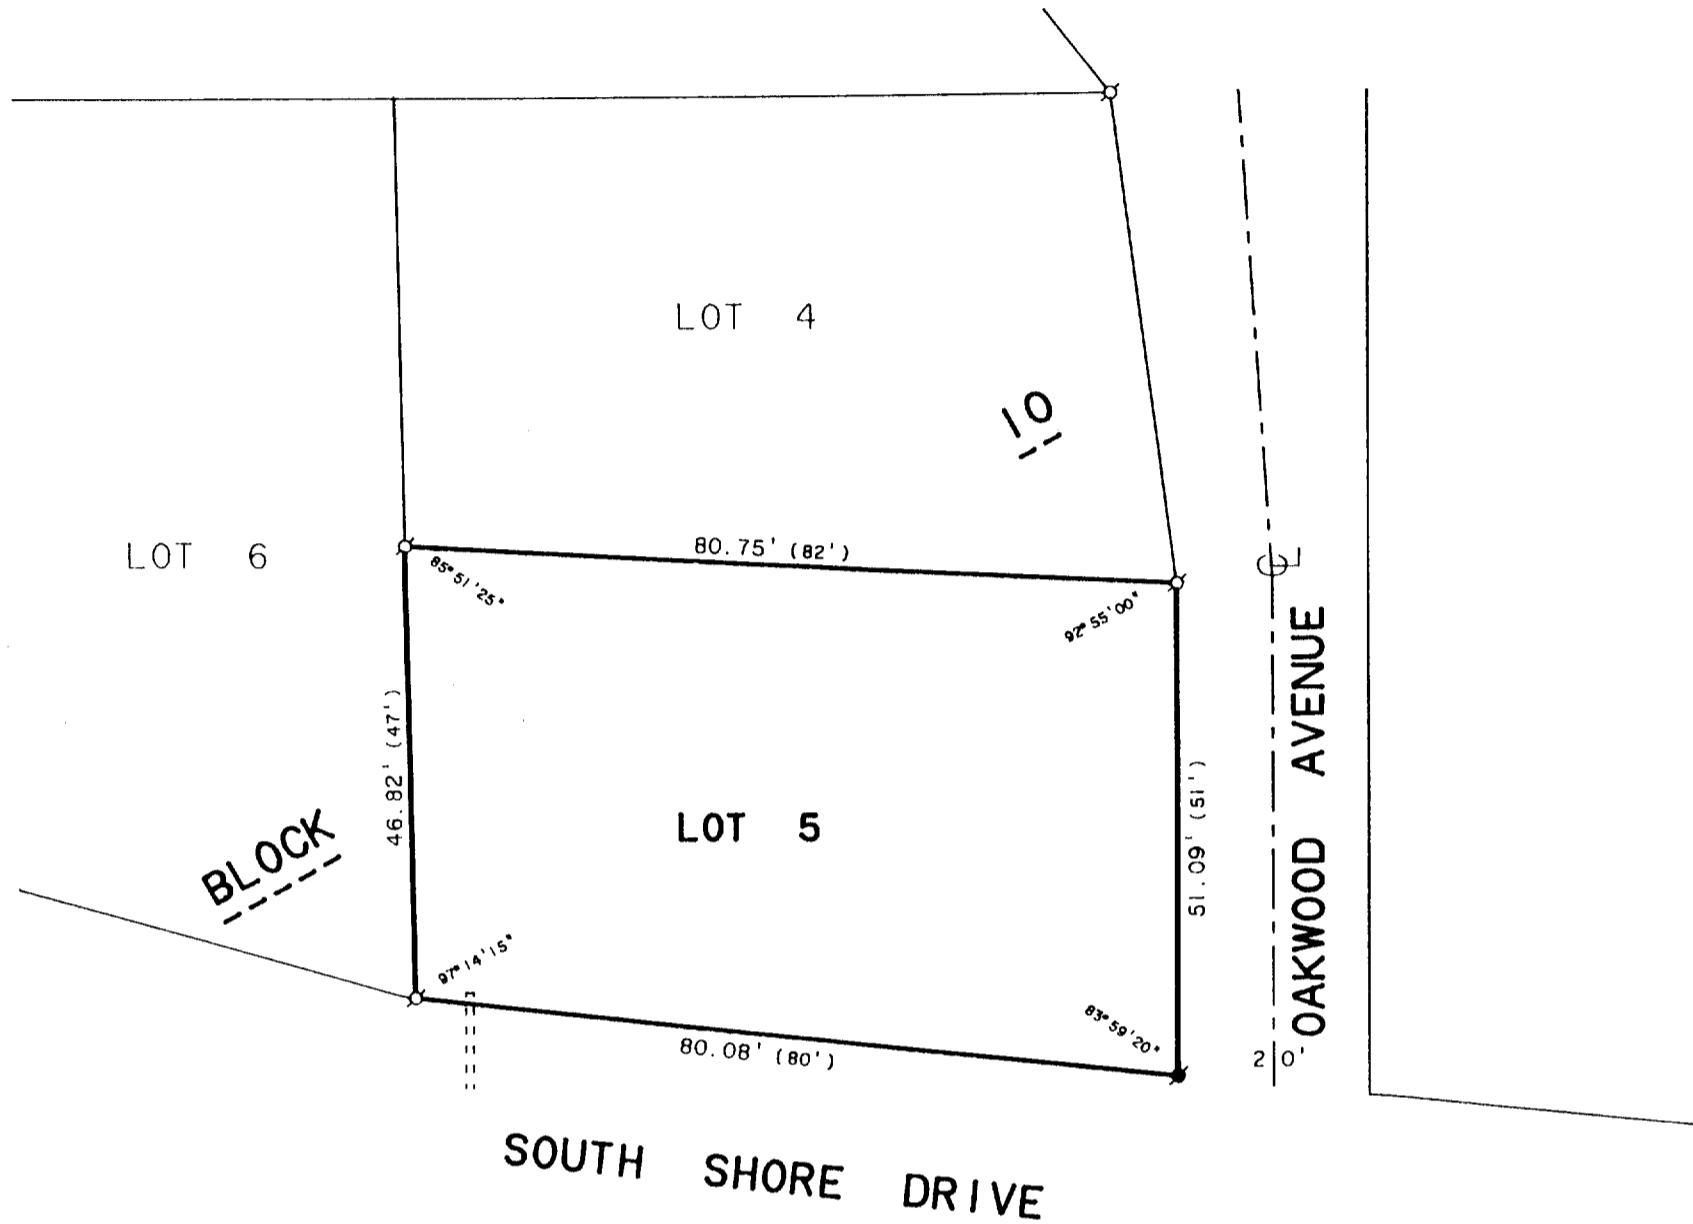 LOT 4
10
LOT 6
80.75' (82')
85°51'25"
92°55'00"
CL
46.82' (47')
LOT 5
51.09' (51')
OAKWOOD AVENUE
BLOCK
97°14'15"
83°59'20"
80.08' (80')
20'
SOUTH SHORE DRIVE